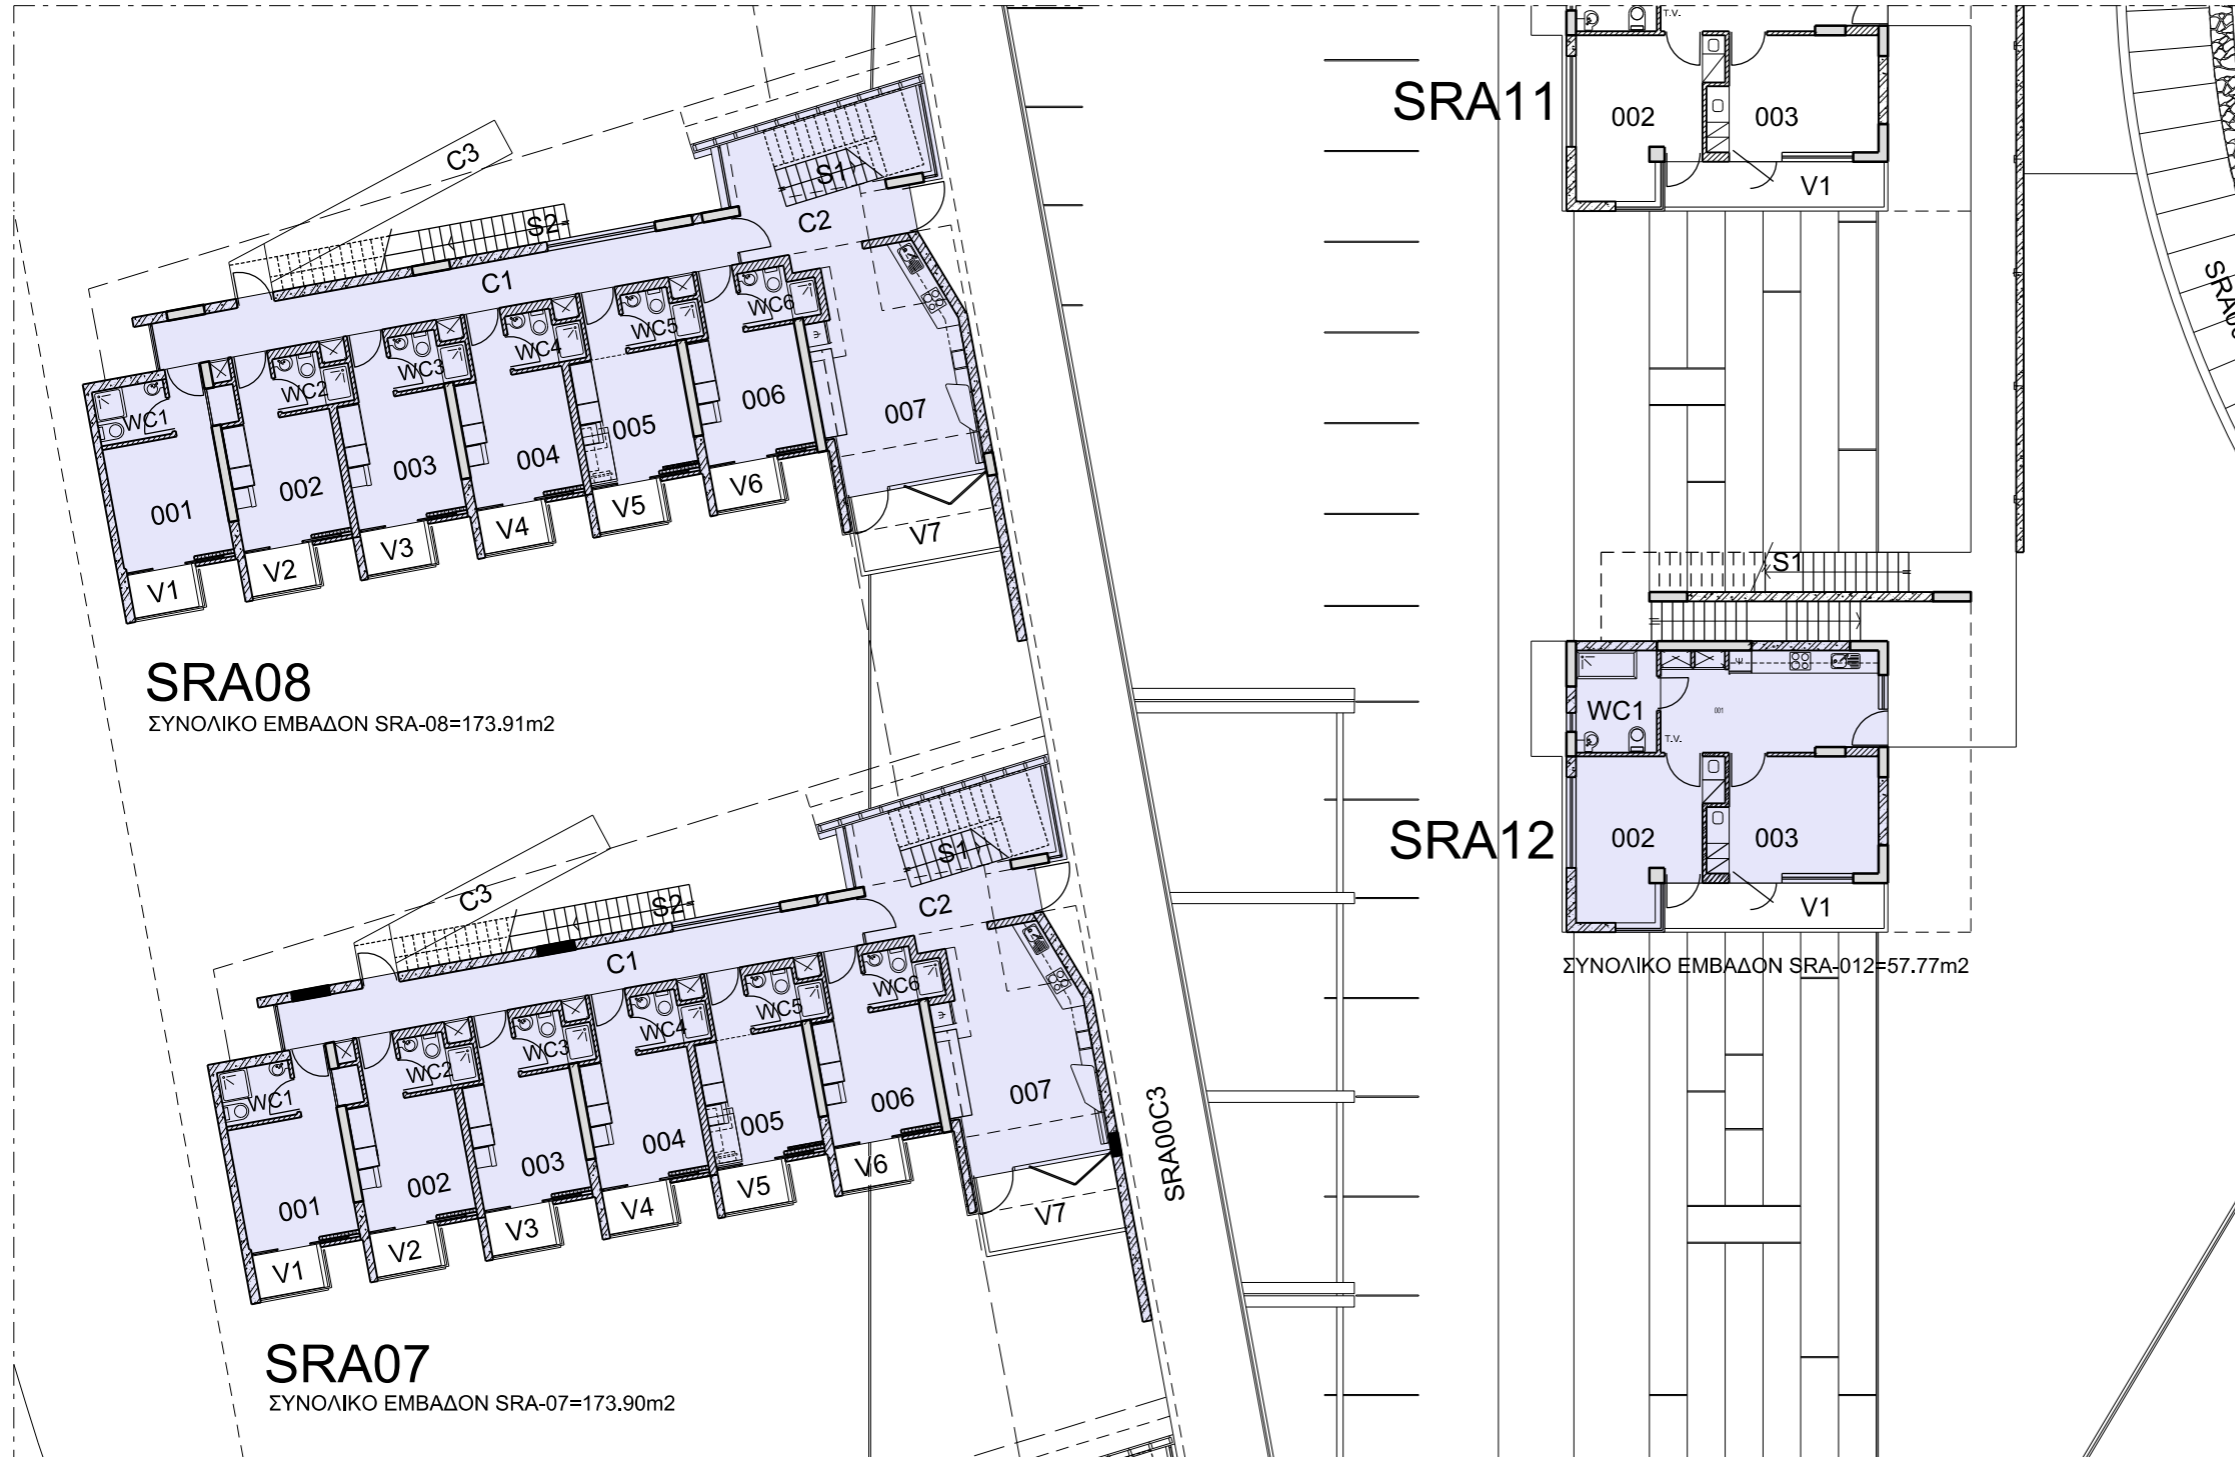 C3
S1
C2
S2
C1
WC6
WC5
WC4
WC3
WC2
WC1
007
006
005
004
003
002
001
V7
V6
V5
V4
V3
V2
V1
SRA08
ΣΥΝΟΛΙΚΟ ΕΜΒΑΔΟΝ SRA-08=173.91m2
C3
S1
C2
S2
C1
WC6
WC5
WC4
WC3
WC2
WC1
007
006
005
004
003
002
001
V7
V6
V5
V4
V3
V2
V1
SRA07
ΣΥΝΟΛΙΚΟ ΕΜΒΑΔΟΝ SRA-07=173.90m2
SRA00C3
T.V.
SRA11
002
003
V1
S1
WC1
001
T.V.
SRA12
002
003
V1
ΣΥΝΟΛΙΚΟ ΕΜΒΑΔΟΝ SRA-012=57.77m2